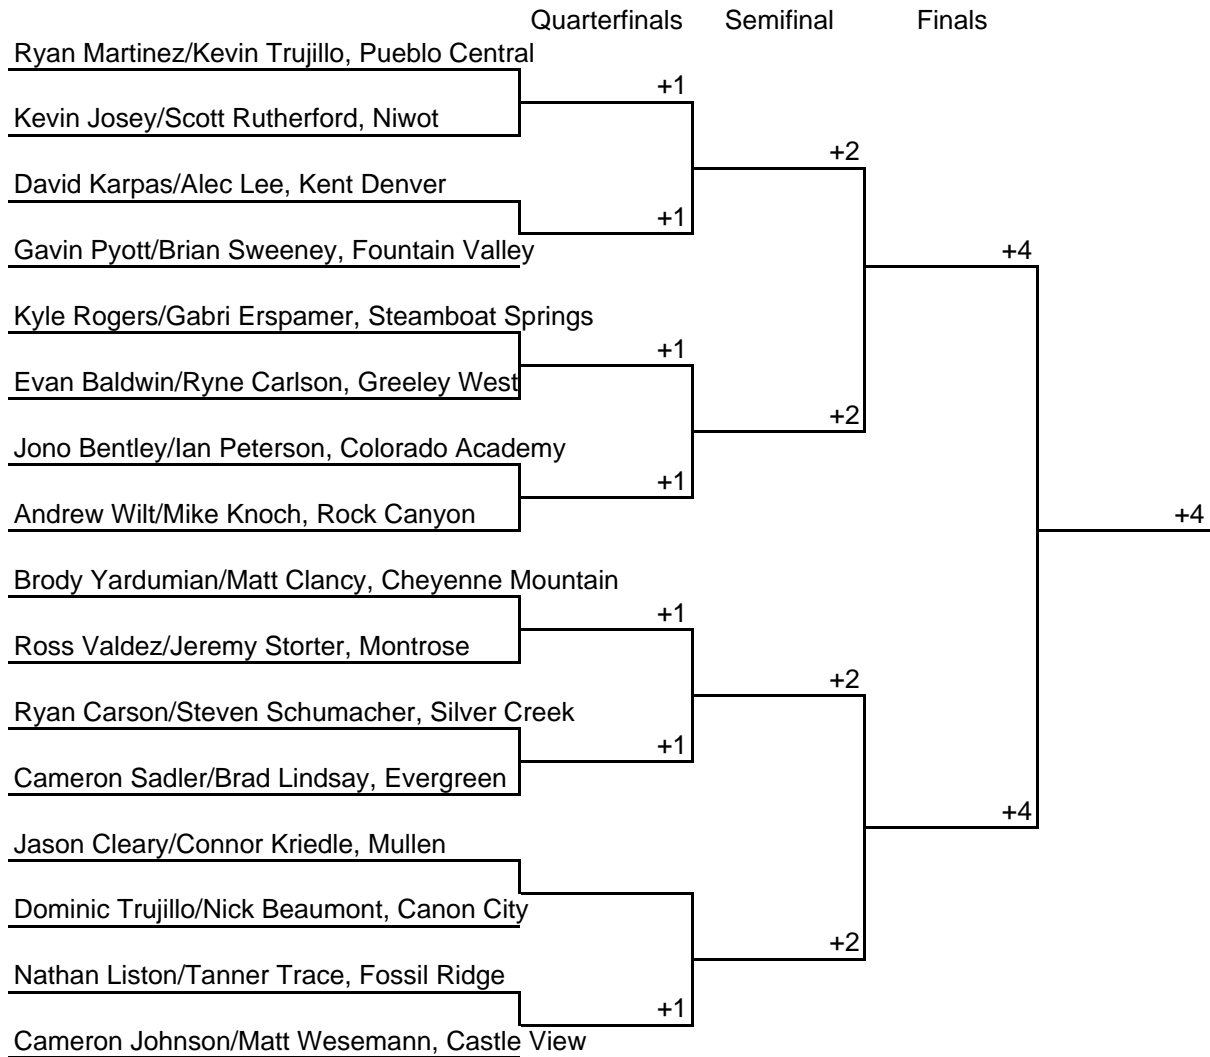 Quarterfinals Semifinal Finals
Ryan Martinez/Kevin Trujillo, Pueblo Central
+1
Kevin Josey/Scott Rutherford, Niwot
+2
David Karpas/Alec Lee, Kent Denver
+1
Gavin Pyott/Brian Sweeney, Fountain Valley
+4
Kyle Rogers/Gabri Erspamer, Steamboat Springs
+1
Evan Baldwin/Ryne Carlson, Greeley West
+2
Jono Bentley/Ian Peterson, Colorado Academy
+1
Andrew Wilt/Mike Knoch, Rock Canyon
+4
Brody Yardumian/Matt Clancy, Cheyenne Mountain
+1
Ross Valdez/Jeremy Storter, Montrose
+2
Ryan Carson/Steven Schumacher, Silver Creek
+1
Cameron Sadler/Brad Lindsay, Evergreen
+4
Jason Cleary/Connor Kriedle, Mullen
Dominic Trujillo/Nick Beaumont, Canon City
+2
Nathan Liston/Tanner Trace, Fossil Ridge
+1
Cameron Johnson/Matt Wesemann, Castle View